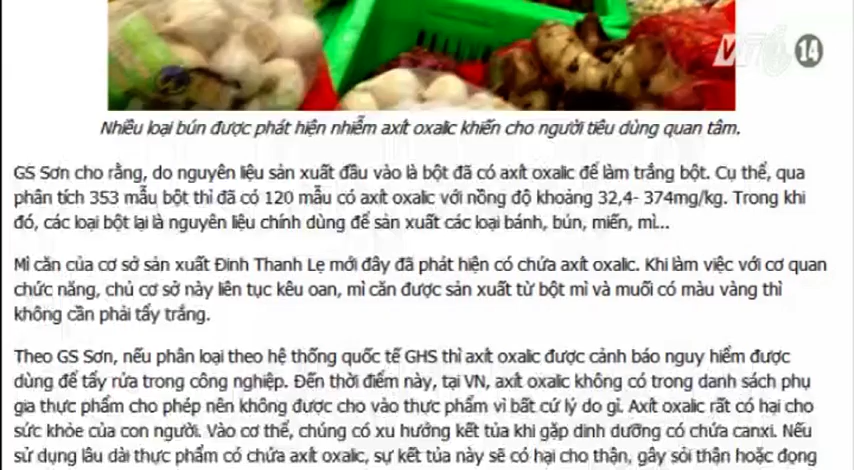 VTC 14
Nhiều loại bún được phát hiện nhiễm axít oxalic khiến cho người tiêu dùng quan tâm.
GS Sơn cho rằng, do nguyên liệu sản xuất đầu vào là bột đã có axít oxalic để làm trắng bột. Cụ thể, qua
phân tích 353 mẫu bột thì đã có 120 mẫu có axít oxalic với nồng độ khoảng 32,4- 374mg/kg. Trong khi
đó, các loại bột lại là nguyên liệu chính dùng để sản xuất các loại bánh, bún, miến, mì...
Mì căn của cơ sở sản xuất Đinh Thanh Lẹ mới đây đã phát hiện có chứa axít oxalic. Khi làm việc với cơ quan
chức năng, chủ cơ sở này liên tục kêu oan, mì căn được sản xuất từ bột mì và muối có màu vàng thì
không cần phải tẩy trắng.
Theo GS Sơn, nếu phân loại theo hệ thống quốc tế GHS thì axít oxalic được cảnh báo nguy hiểm được
dùng để tẩy rửa trong công nghiệp. Đến thời điểm này, tại VN, axít oxalic không có trong danh sách phụ
gia thực phẩm cho phép nên không được cho vào thực phẩm vì bất cứ lý do gì. Axít oxalic rất có hại cho
sức khỏe của con người. Vào cơ thể, chúng có xu hướng kết tủa khi gặp dinh dưỡng có chứa canxi. Nếu
sử dụng lâu dài thực phẩm có chứa axít oxalic, sự kết tủa này sẽ có hại cho thận, gây sỏi thận hoặc đọng